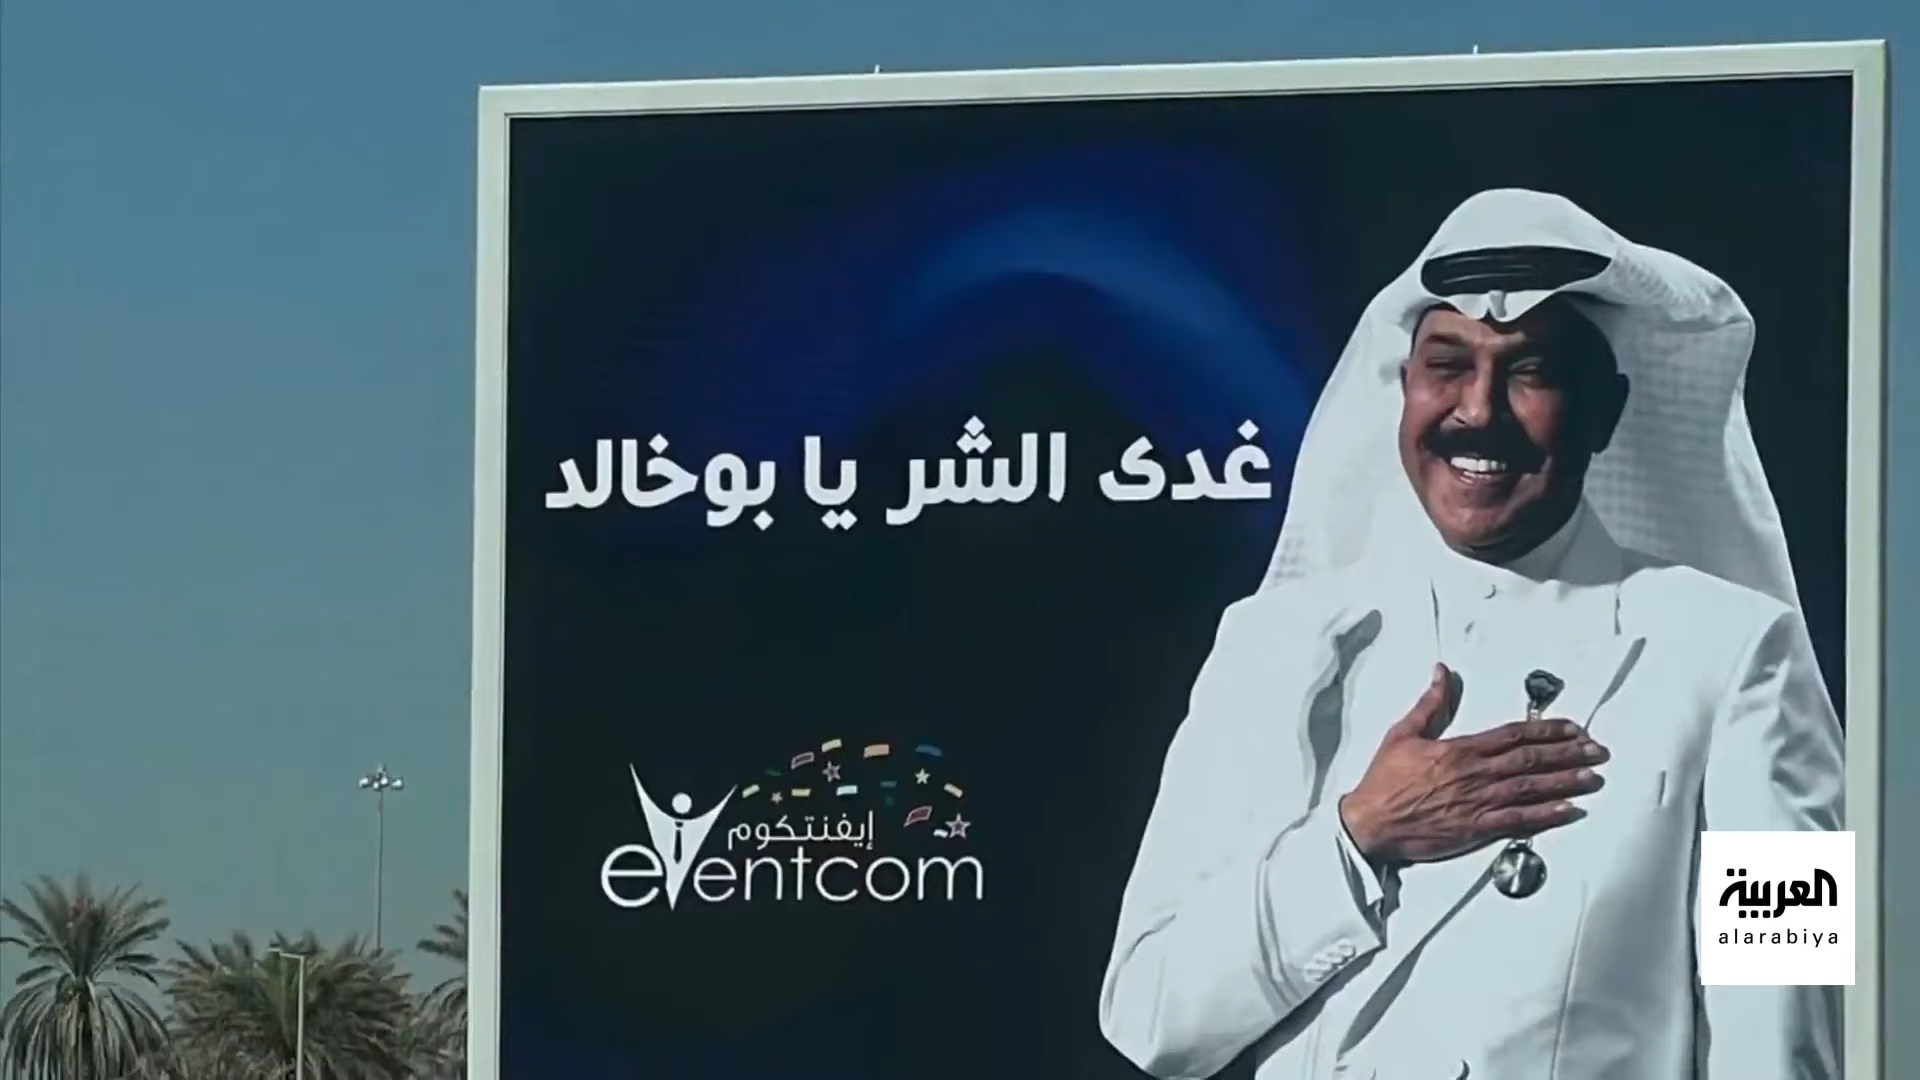 غدى الشر يا بوخالد
إيفنتكوم
eventcom
العربية
alarabiya